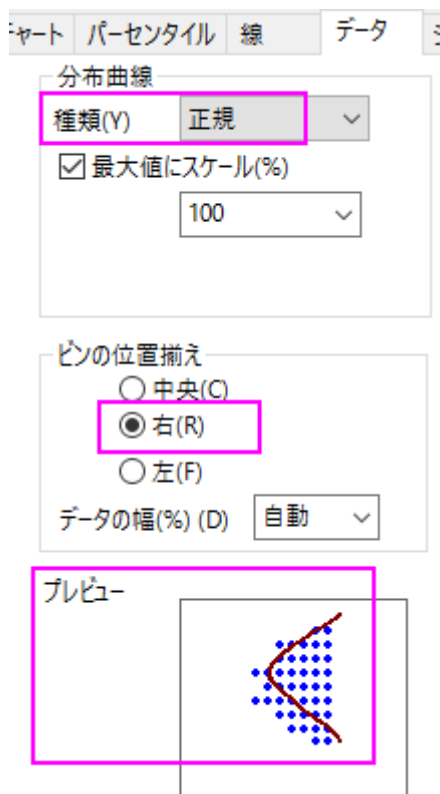 チャート パーセンタイル 線 データ
分布曲線
種類(Y) 正規
最大値にスケール(%)
100
ビンの位置揃え
中央(C)
右(R)
左(F)
データの幅(%) (D) 自動
プレビュー